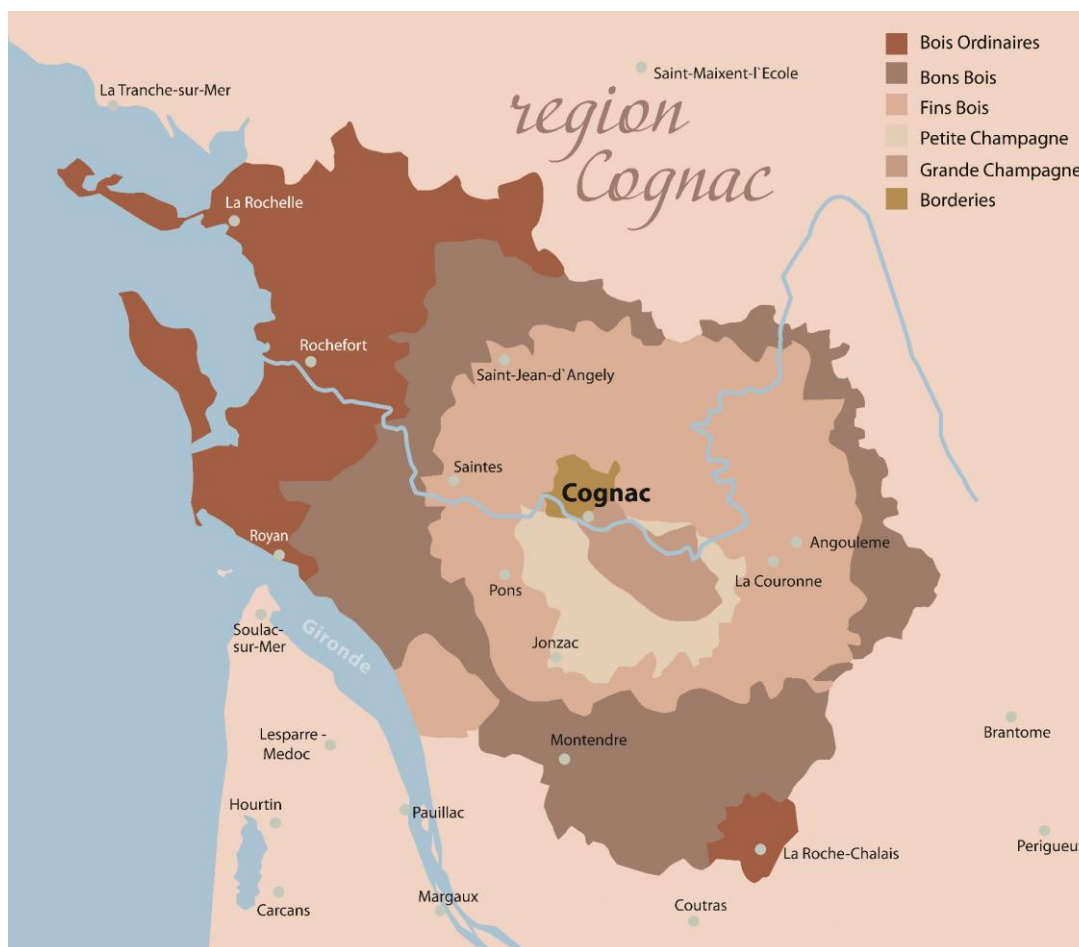 Bois Ordinaires
Bons Bois
Fins Bois
Petite Champagne
Grande Champagne
Borderies
region
Cognac
Saint-Maixent-l`Ecole
La Tranche-sur-Mer
La Rochelle
Rochefort
Saint-Jean-d`Angely
Saintes
Cognac
Angouleme
La Couronne
Royan
Pons
Jonzac
Soulac-
sur-Mer
Gironde
Lesparre -
Medoc
Montendre
Brantome
Hourtin
Pauillac
La Roche-Chalais
Perigueux
Carcans
Margaux
Coutras